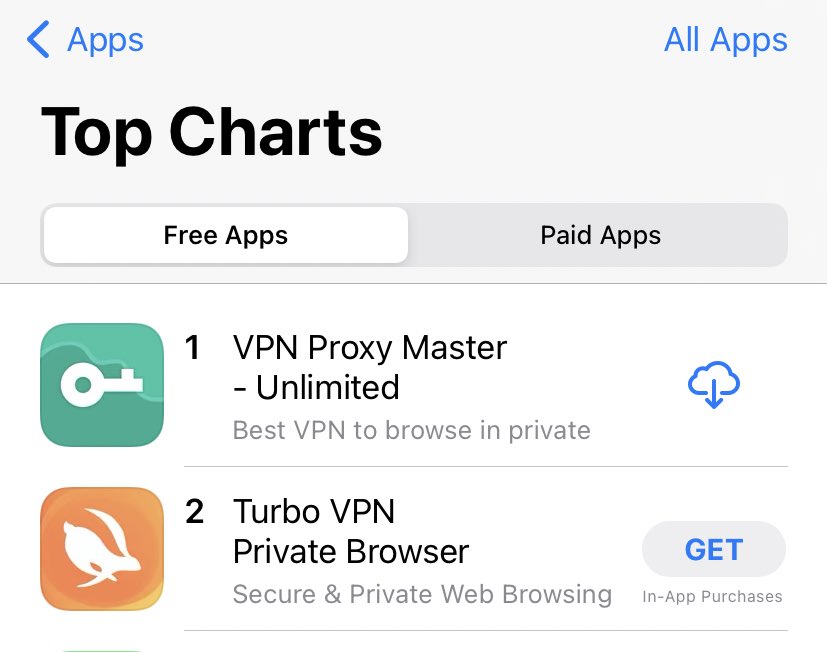 Apps
All Apps
Top Charts
Free Apps
Paid Apps
1
VPN Proxy Master
- Unlimited
Best VPN to browse in private
2
Turbo VPN
Private Browser
Secure & Private Web Browsing
GET
In-App Purchases